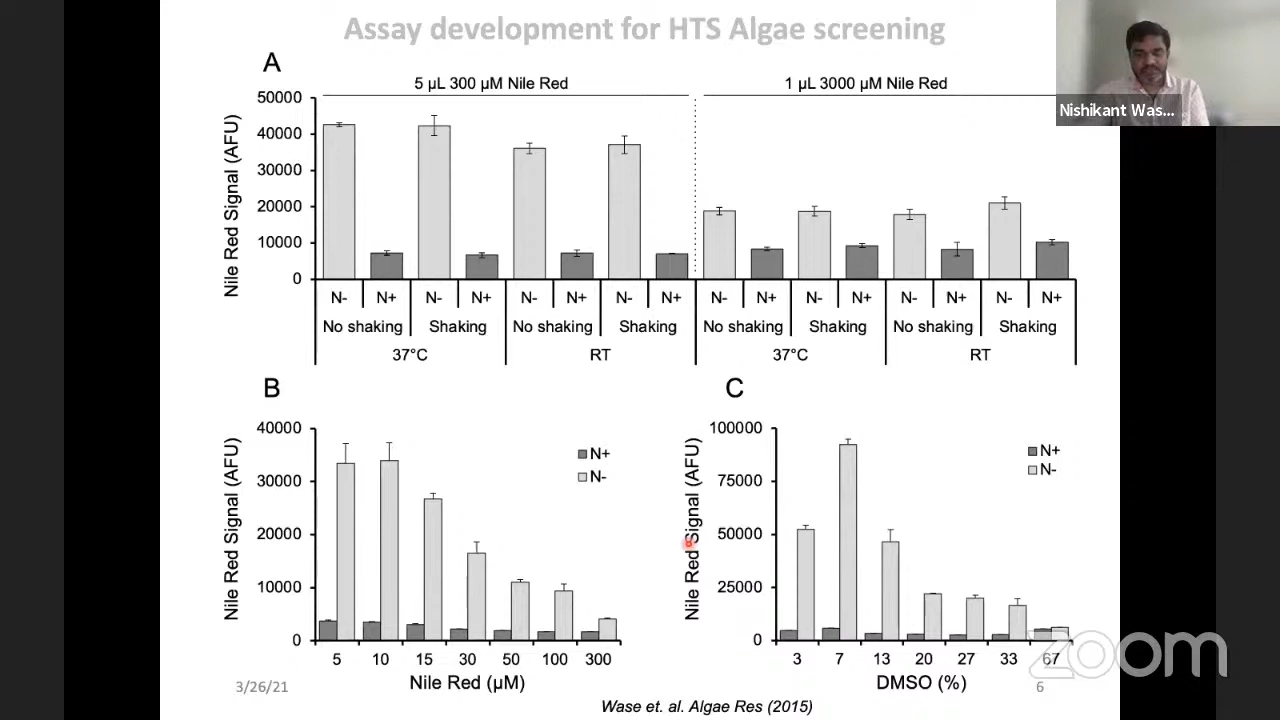 Assay development for HTS Algae screening
Nishikant Was...
A
5 µL 300 µM Nile Red
1 µL 3000 µM Nile Red
Nile Red Signal (AFU)
50000
40000
30000
20000
10000
0
N- N+ N- N+ N- N+ N- N+ N- N+ N- N+ N- N+ N- N+
No shaking Shaking No shaking Shaking No shaking Shaking No shaking Shaking
37°C RT 37°C RT
B
Nile Red Signal (AFU)
40000
30000
20000
10000
0
N+
N-
5 10 15 30 50 100 300
Nile Red (µM)
C
Nile Red Signal (AFU)
100000
75000
50000
25000
0
N+
N-
3 7 13 20 27 33 67
DMSO (%)
zoom
3/26/21
6
Wase et. al. Algae Res (2015)